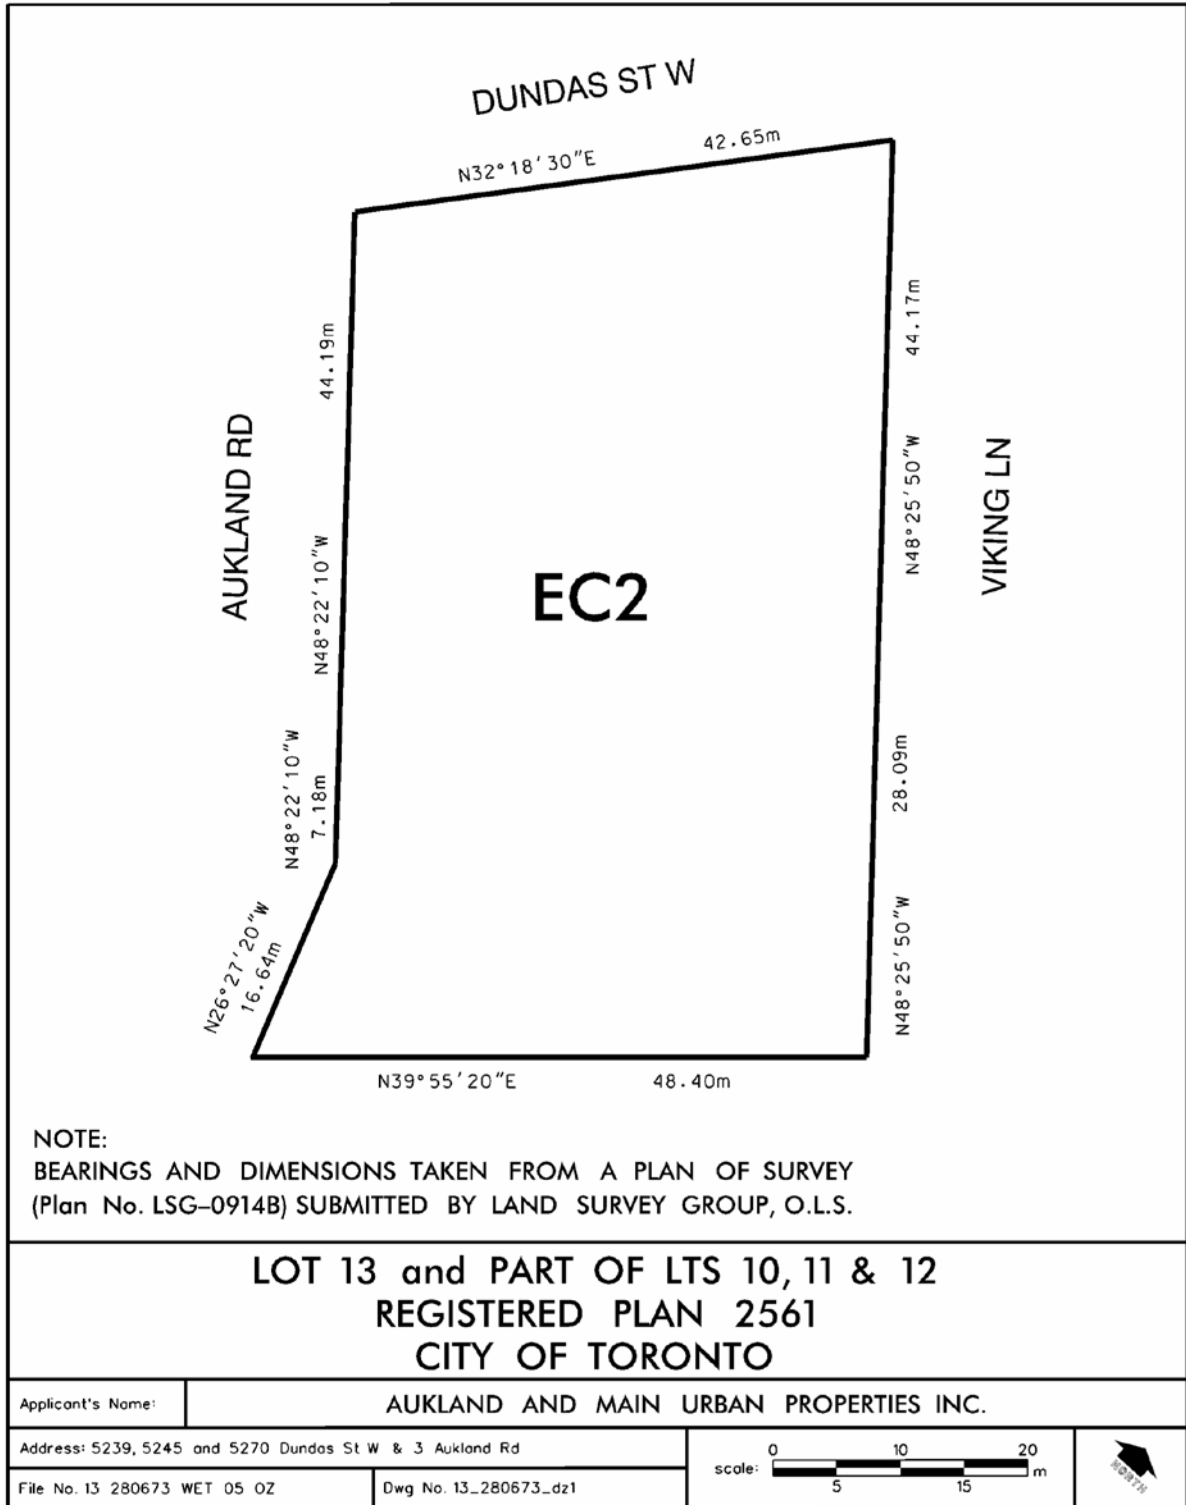 DUNDAS ST W
N32°18'30"E 42.65m
44.19m
44.17m
AUKLAND RD
N48°22'10"W
N48°25'50"W
VIKING LN
EC2
N48°22'10"W
7.18m
28.09m
N26°27'20"W
16.64m
N48°25'50"W
N39°55'20"E 48.40m
NOTE:
BEARINGS AND DIMENSIONS TAKEN FROM A PLAN OF SURVEY
(Plan No. LSG–0914B) SUBMITTED BY LAND SURVEY GROUP, O.L.S.
LOT 13 and PART OF LTS 10, 11 & 12
REGISTERED PLAN 2561
CITY OF TORONTO
Applicant's Name: AUKLAND AND MAIN URBAN PROPERTIES INC.
Address: 5239, 5245 and 5270 Dundas St W & 3 Aukland Rd
File No. 13 280673 WET 05 OZ
Dwg No. 13_280673_dz1
0 10 20
scale: m
5 15
NORTH